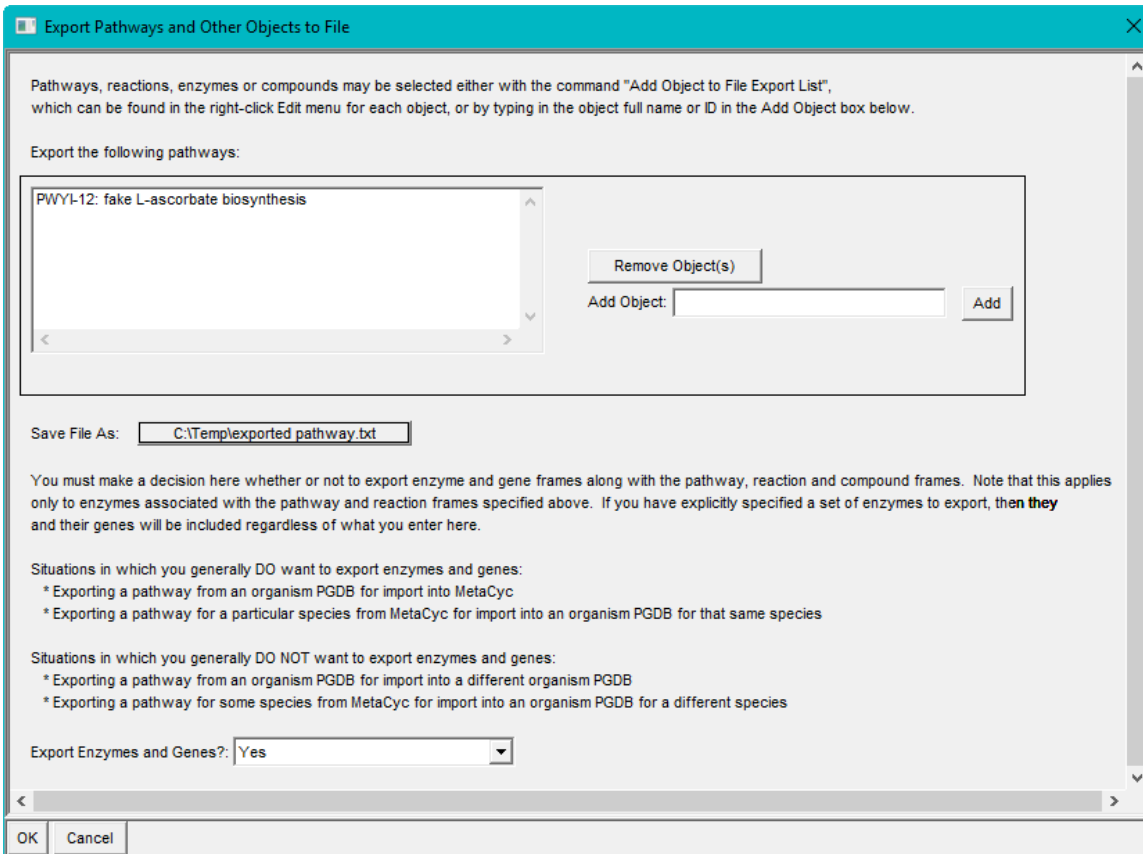 Export Pathways and Other Objects to File
Pathways, reactions, enzymes or compounds may be selected either with the command "Add Object to File Export List",
which can be found in the right-click Edit menu for each object, or by typing in the object full name or ID in the Add Object box below.
Export the following pathways:
PWYI-12: fake L-ascorbate biosynthesis
Remove Object(s)
Add Object: Add
Save File As: C:\Temp\exported pathway.txt
You must make a decision here whether or not to export enzyme and gene frames along with the pathway, reaction and compound frames.  Note that this applies
only to enzymes associated with the pathway and reaction frames specified above.  If you have explicitly specified a set of enzymes to export, then they
and their genes will be included regardless of what you enter here.
Situations in which you generally DO want to export enzymes and genes:
* Exporting a pathway from an organism PGDB for import into MetaCyc
* Exporting a pathway for a particular species from MetaCyc for import into an organism PGDB for that same species
Situations in which you generally DO NOT want to export enzymes and genes:
* Exporting a pathway from an organism PGDB for import into a different organism PGDB
* Exporting a pathway for some species from MetaCyc for import into an organism PGDB for a different species
Export Enzymes and Genes?: Yes
OK Cancel